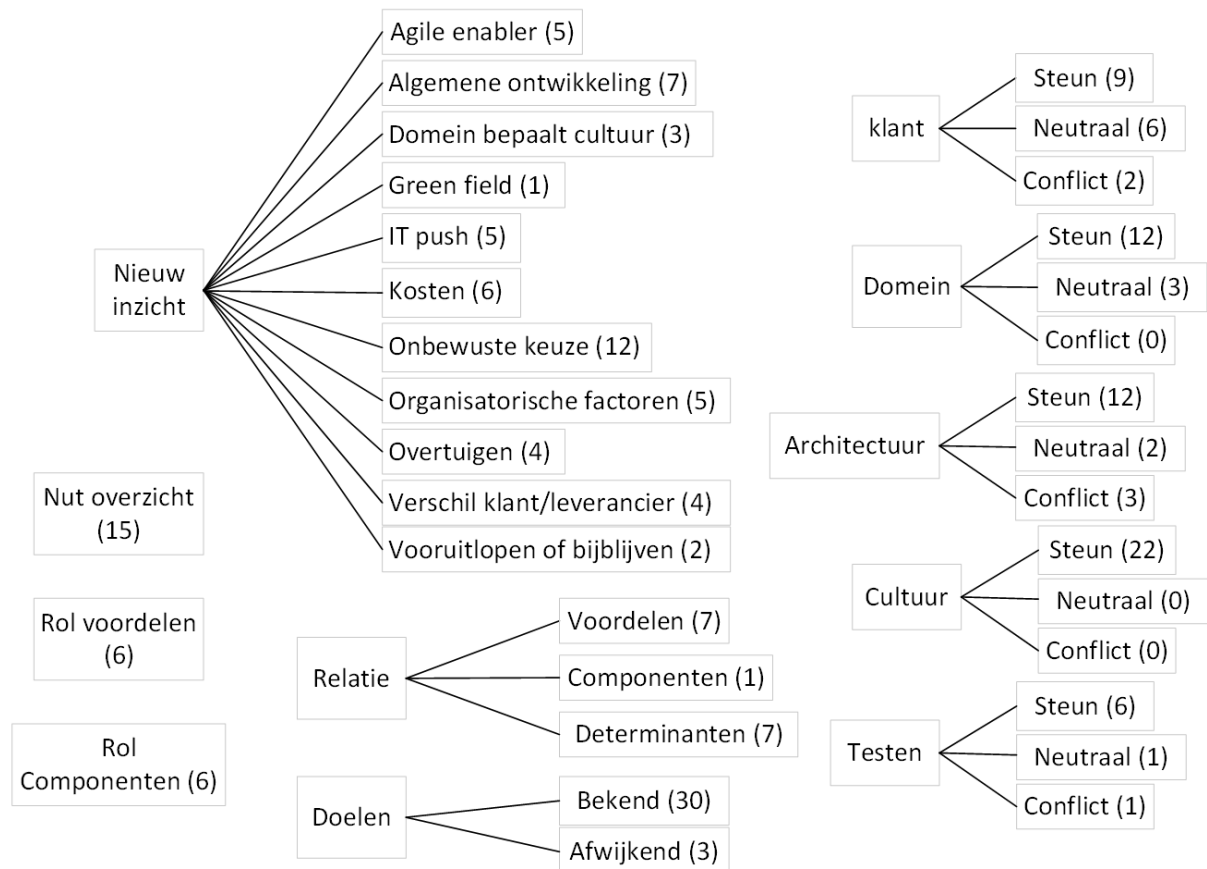 Nieuw
inzicht
Agile enabler (5)
Algemene ontwikkeling (7)
Domein bepaalt cultuur (3)
Green field (1)
IT push (5)
Kosten (6)
Onbewuste keuze (12)
Organisatorische factoren (5)
Overtuigen (4)
Verschil klant/leverancier (4)
Vooruitlopen of bijblijven (2)
Nut overzicht
(15)
Rol voordelen
(6)
Rol
Componenten (6)
Relatie
Voordelen (7)
Componenten (1)
Determinanten (7)
Doelen
Bekend (30)
Afwijkend (3)
klant
Steun (9)
Neutraal (6)
Conflict (2)
Domein
Steun (12)
Neutraal (3)
Conflict (0)
Architectuur
Steun (12)
Neutraal (2)
Conflict (3)
Cultuur
Steun (22)
Neutraal (0)
Conflict (0)
Testen
Steun (6)
Neutraal (1)
Conflict (1)